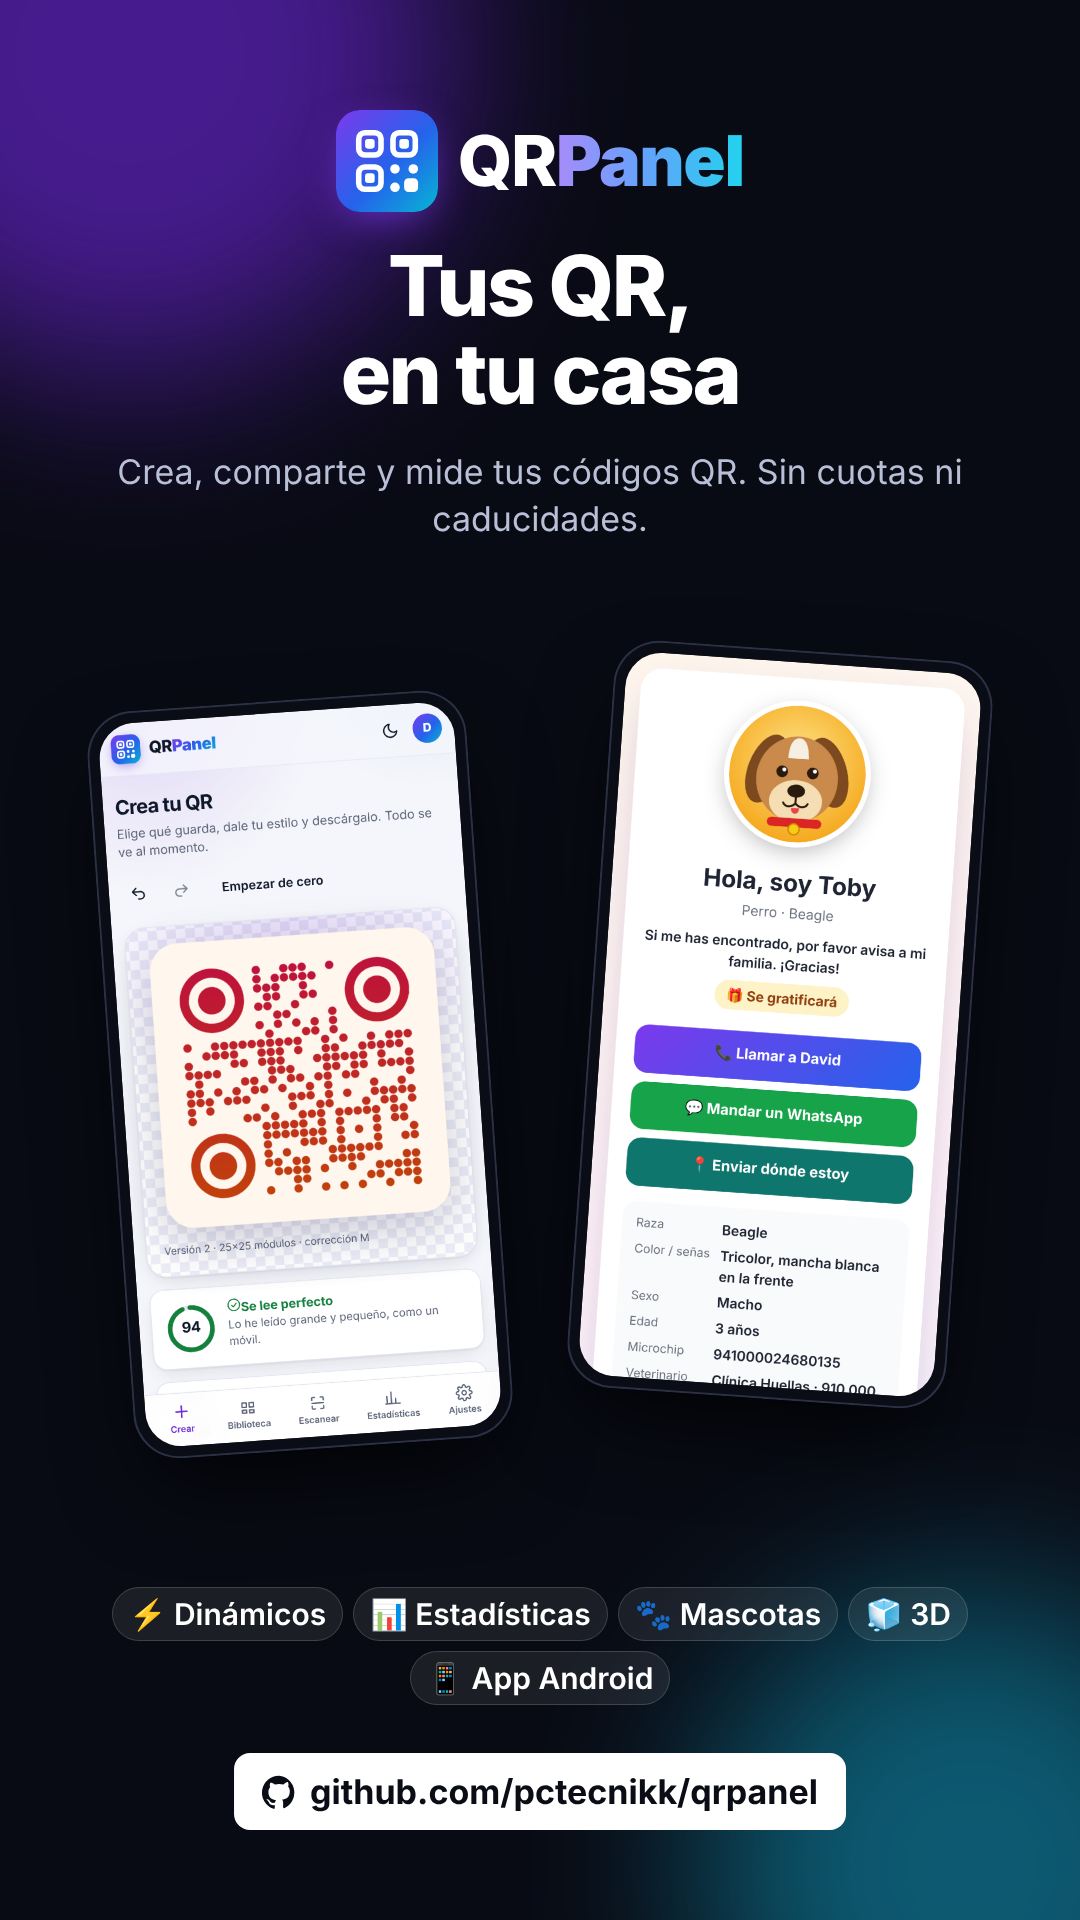 QRPanel
Tus QR,
en tu casa
Crea, comparte y mide tus códigos QR. Sin cuotas ni
caducidades.
QRPanel
D
Crea tu QR
Elige qué guarda, dale tu estilo y descárgalo. Todo se
ve al momento.
Empezar de cero
Versión 2 · 25×25 módulos · corrección M
94
Se lee perfecto
Lo he leído grande y pequeño, como un
móvil.
Crear
Biblioteca
Escanear
Estadísticas
Ajustes
Hola, soy Toby
Perro · Beagle
Si me has encontrado, por favor avisa a mi
familia. ¡Gracias!
🎁 Se gratificará
📞 Llamar a David
💬 Mandar un WhatsApp
📍 Enviar dónde estoy
Raza Beagle
Color / señas Tricolor, mancha blanca
en la frente
Sexo Macho
Edad 3 años
Microchip 941000024680135
Veterinario Clínica Huellas · 910 000
⚡ Dinámicos
📊 Estadísticas
🐾 Mascotas
🧊 3D
📱 App Android
github.com/pctecnikk/qrpanel